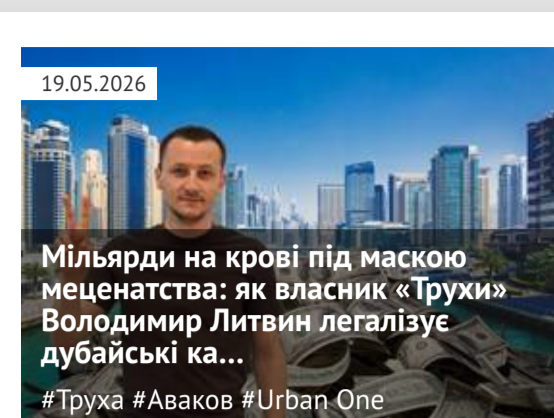 19.05.2026
Мільярди на крові під маскою
меценатства: як власник «Трухи»
Володимир Литвин легалізує
дубайські ка...
#Труха #Аваков #Urban One